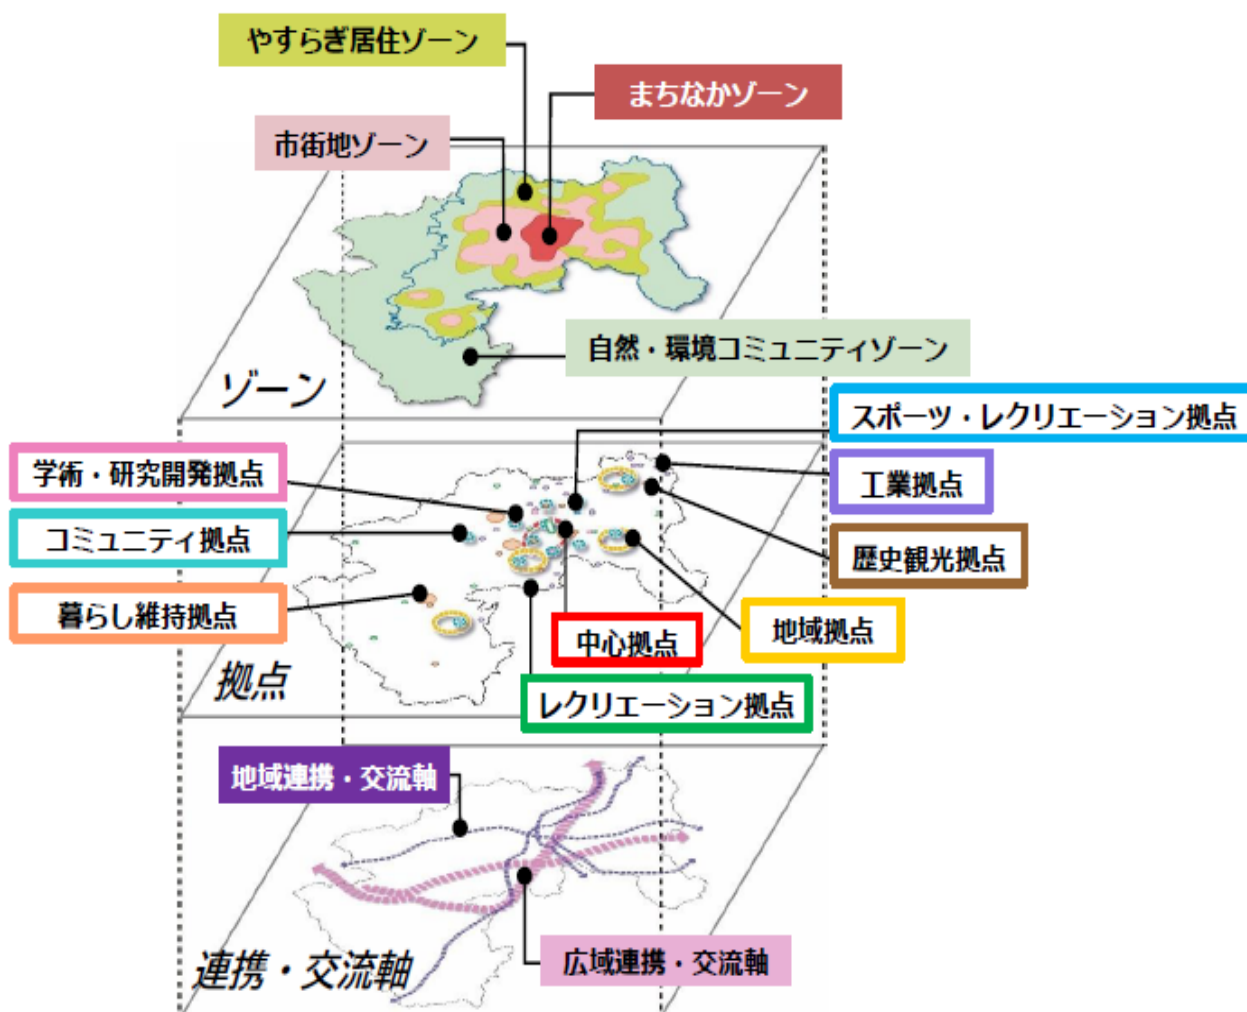 やすらぎ居住ゾーン
まちなかゾーン
市街地ゾーン
自然・環境コミュニティゾーン
ゾーン
スポーツ・レクリエーション拠点
学術・研究開発拠点
工業拠点
コミュニティ拠点
歴史観光拠点
暮らし維持拠点
中心拠点
地域拠点
拠点
レクリエーション拠点
地域連携・交流軸
広域連携・交流軸
連携・交流軸